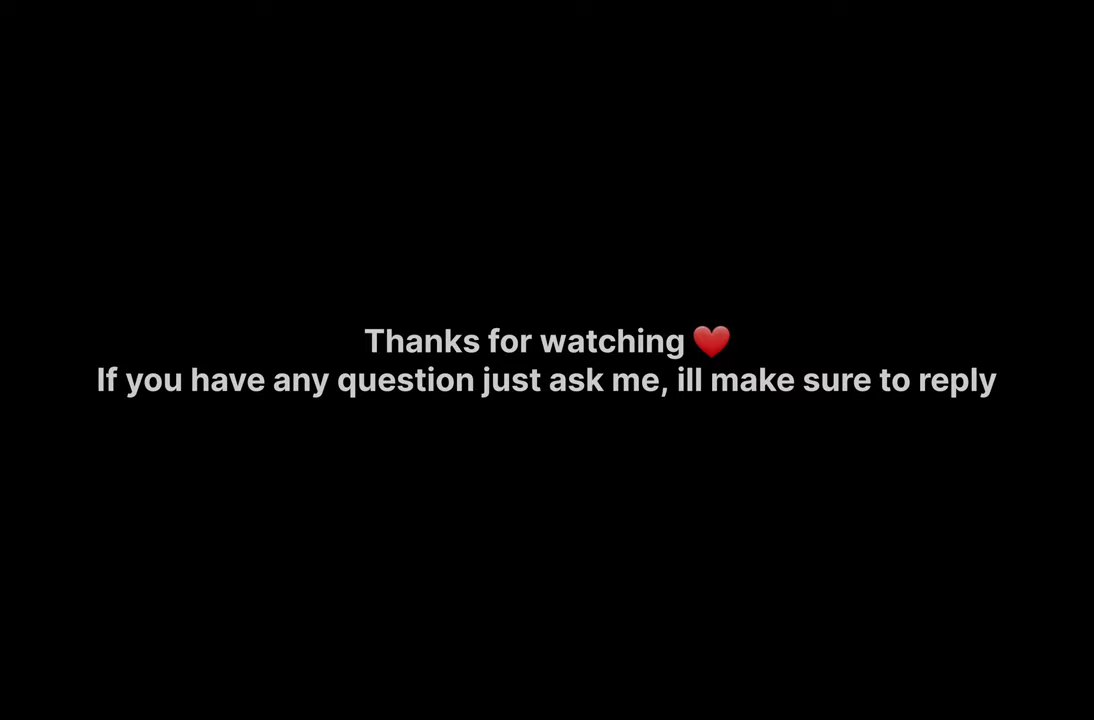 Thanks for watching ❤️
If you have any question just ask me, ill make sure to reply